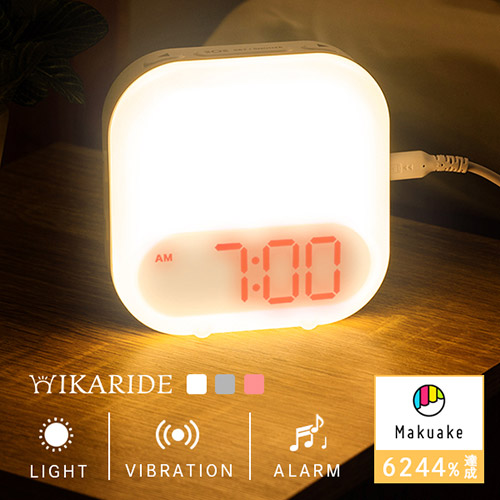 AM 7:00
HIKARIDE
LIGHT
VIBRATION
ALARM
Makuake
6244%達成